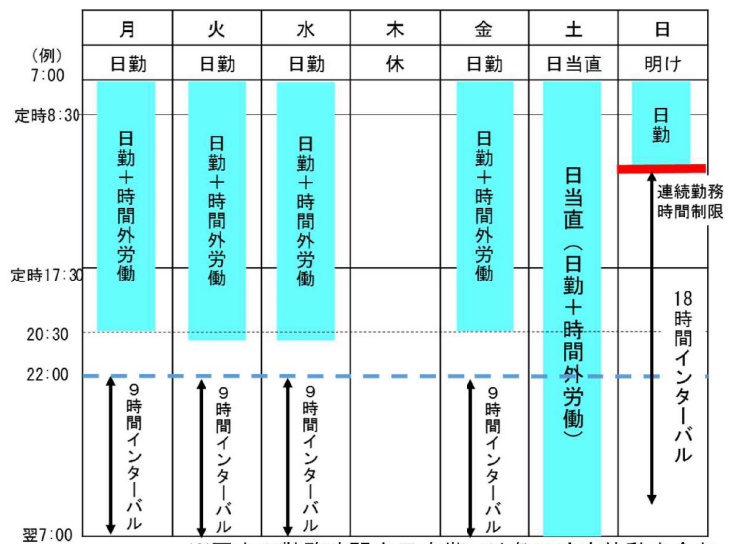 月 火 水 木 金 土 日
(例)
7:00
日勤 日勤 日勤 休 日勤 日当直 明け
定時8:30
日勤＋時間外労働
日勤＋時間外労働
日勤＋時間外労働
日勤＋時間外労働
日当直（日勤＋時間外労働）
日勤
連続勤務
時間制限
定時17:30
18時間インターバル
20:30
22:00
9時間インターバル
9時間インターバル
9時間インターバル
9時間インターバル
翌7:00